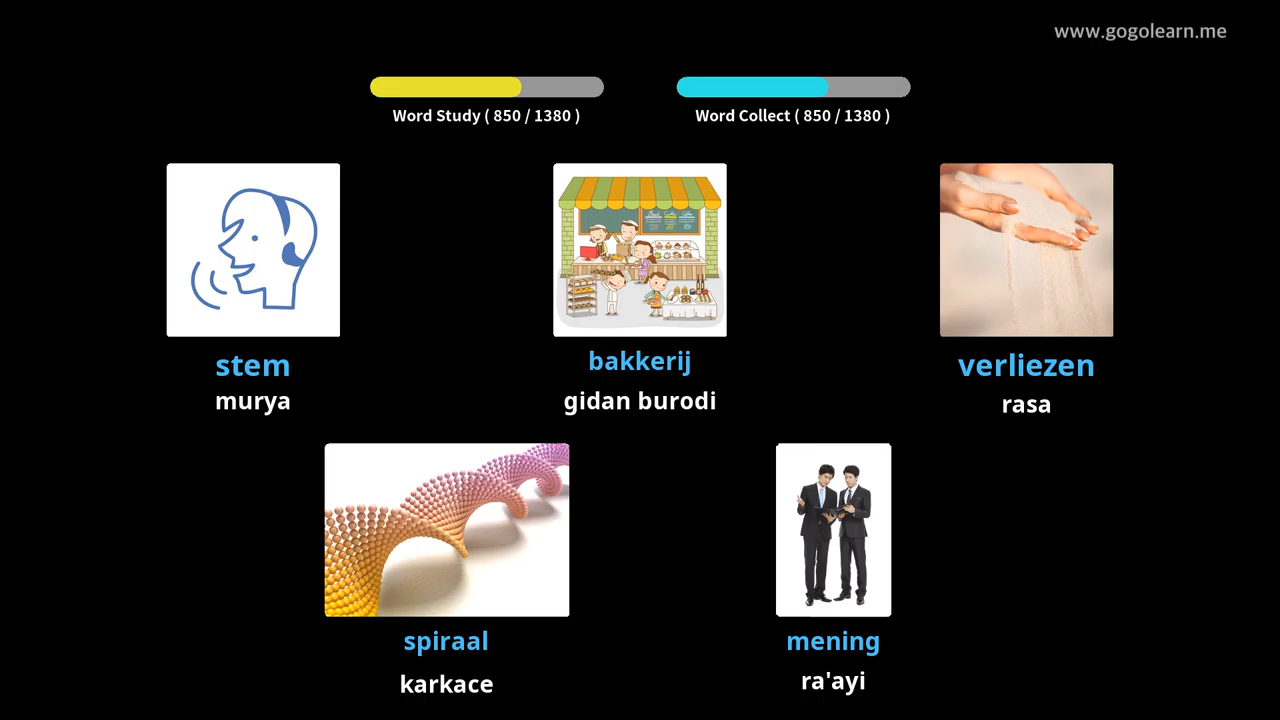 www.gogolearn.me
Word Study ( 850 / 1380 )
Word Collect ( 850 / 1380 )
stem
murya
bakkerij
gidan burodi
verliezen
rasa
spiraal
karkace
mening
ra'ayi